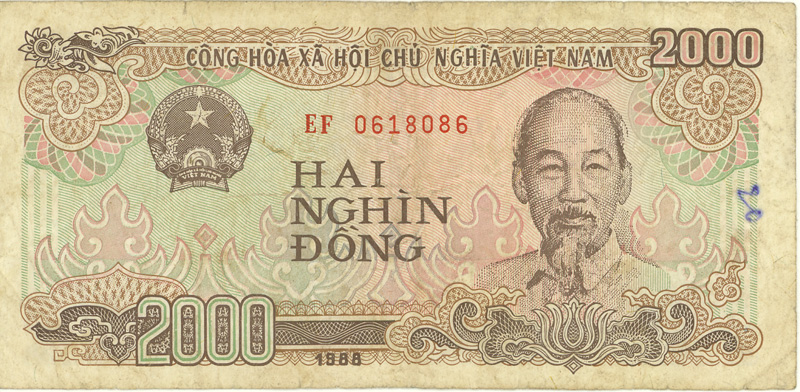 CỘNG HÒA XÃ HỘI CHỦ NGHĨA VIỆT NAM
2000
EF 0618086
VIỆT NAM
HAI
NGHÌN
ĐỒNG
2000
1988